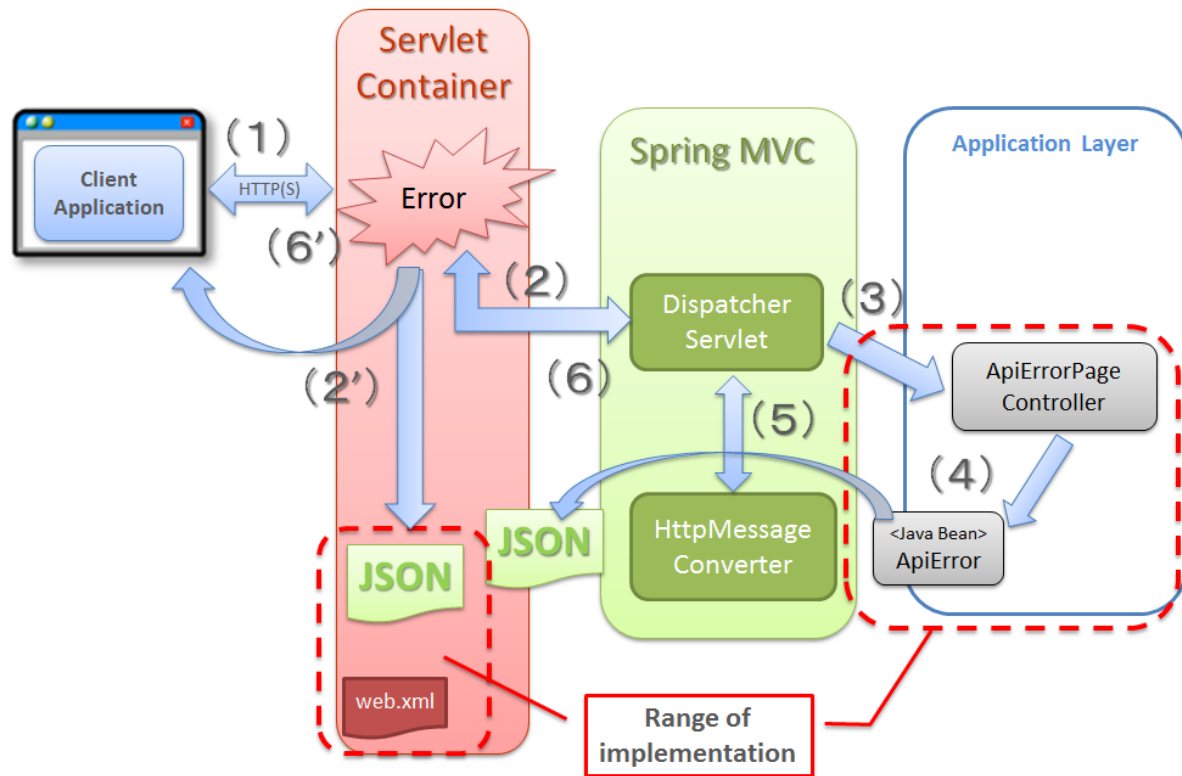 Servlet
Container
Client
Application
（1）
HTTP(S)
Error
（6’）
（2）
（2’）
（6）
Spring MVC
Dispatcher
Servlet
（5）
HttpMessage
Converter
（3）
Application Layer
ApiErrorPage
Controller
（4）
<Java Bean>
ApiError
JSON
JSON
web.xml
Range of
implementation